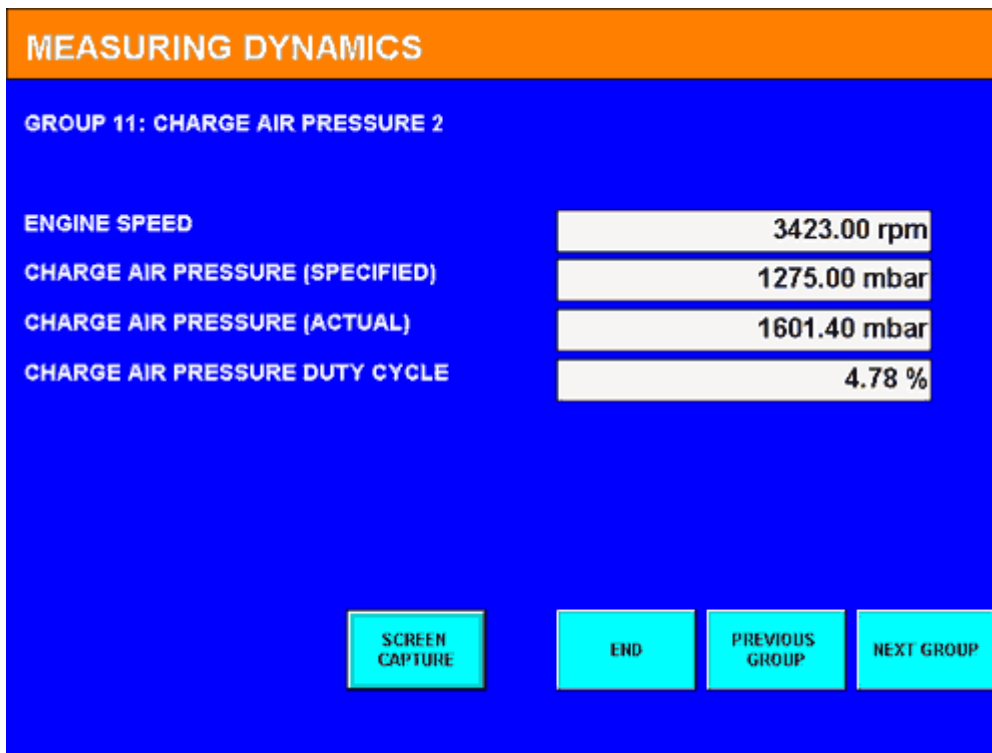 MEASURING DYNAMICS
GROUP 11: CHARGE AIR PRESSURE 2
ENGINE SPEED 3423.00 rpm
CHARGE AIR PRESSURE (SPECIFIED) 1275.00 mbar
CHARGE AIR PRESSURE (ACTUAL) 1601.40 mbar
CHARGE AIR PRESSURE DUTY CYCLE 4.78 %
SCREEN CAPTURE
END
PREVIOUS GROUP
NEXT GROUP